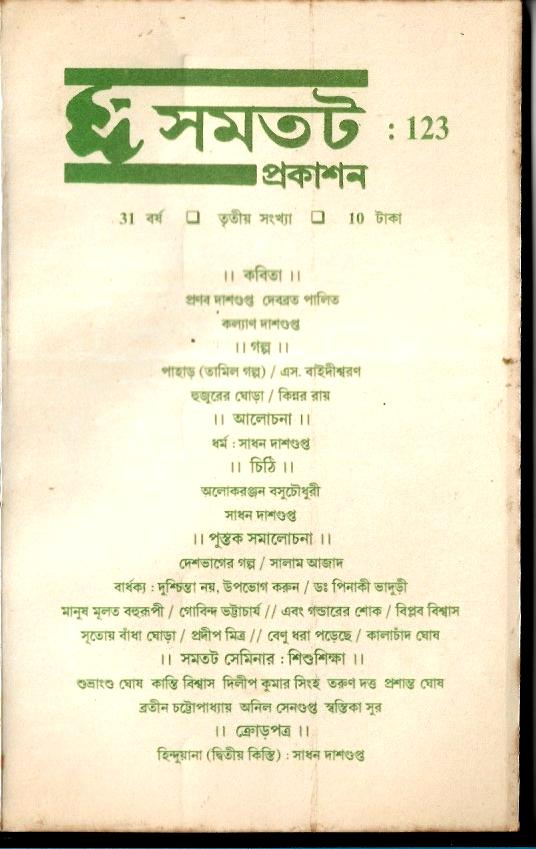 সমতট : 123
প্রকাশন
31 বর্ষ ❑ তৃতীয় সংখ্যা ❑ 10 টাকা
।। কবিতা ।।
প্রণব দাশগুপ্ত দেবব্রত পালিত
কল্যাণ দাশগুপ্ত
।। গল্প ।।
পাহাড় (তামিল গল্প) / এস. বাইদীশ্বরণ
হুজুরের ঘোড়া / কিন্নর রায়
।। আলোচনা ।।
ধর্ম : সাধন দাশগুপ্ত
।। চিঠি ।।
অলোকরঞ্জন বসুচৌধুরী
সাধন দাশগুপ্ত
।। পুস্তক সমালোচনা ।।
দেশভাগের গল্প / সালাম আজাদ
বার্ধক্য : দুশ্চিন্তা নয়, উপভোগ করুন / ডঃ পিনাকী ভাদুড়ী
মানুষ মূলত বহুরূপী / গোবিন্দ ভট্টাচার্য // এবং গন্ডারের শোক / বিপ্লব বিশ্বাস
সূতোয় বাঁধা ঘোড়া / প্রদীপ মিত্র // বেণু ধরা পড়েছে / কালাচাঁদ ঘোষ
।। সমতট সেমিনার : শিশুশিক্ষা ।।
শুভ্রাংশু ঘোষ কান্তি বিশ্বাস দিলীপ কুমার সিংহ তরুণ দত্ত প্রশান্ত ঘোষ
ব্রতীন চট্টোপাধ্যায় অনিল সেনগুপ্ত স্বস্তিকা সুর
।। ক্রোড়পত্র ।।
হিন্দুয়ানা (দ্বিতীয় কিস্তি) : সাধন দাশগুপ্ত